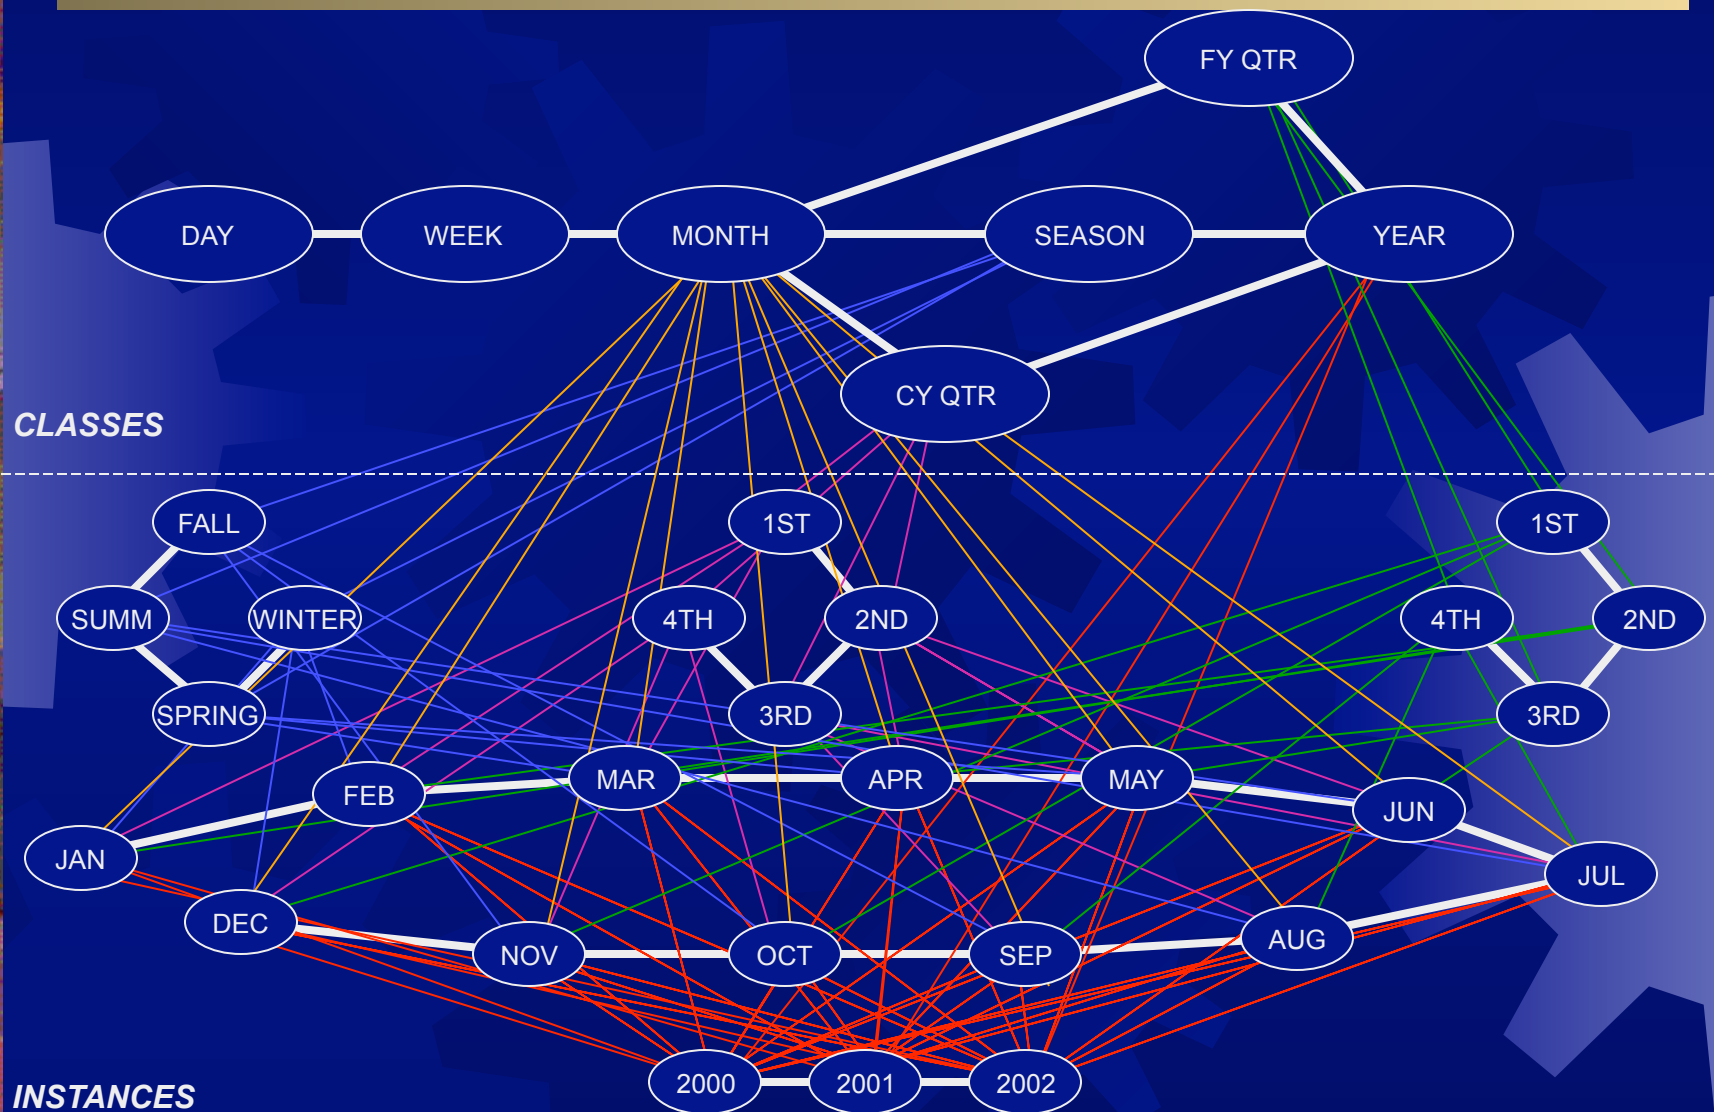 FY QTR
DAY
WEEK
MONTH
SEASON
YEAR
CY QTR
CLASSES
FALL
1ST
1ST
SUMM
WINTER
4TH
2ND
4TH
2ND
SPRING
3RD
3RD
MAR
APR
MAY
FEB
JUN
JAN
JUL
DEC
NOV
OCT
SEP
AUG
2000
2001
2002
INSTANCES